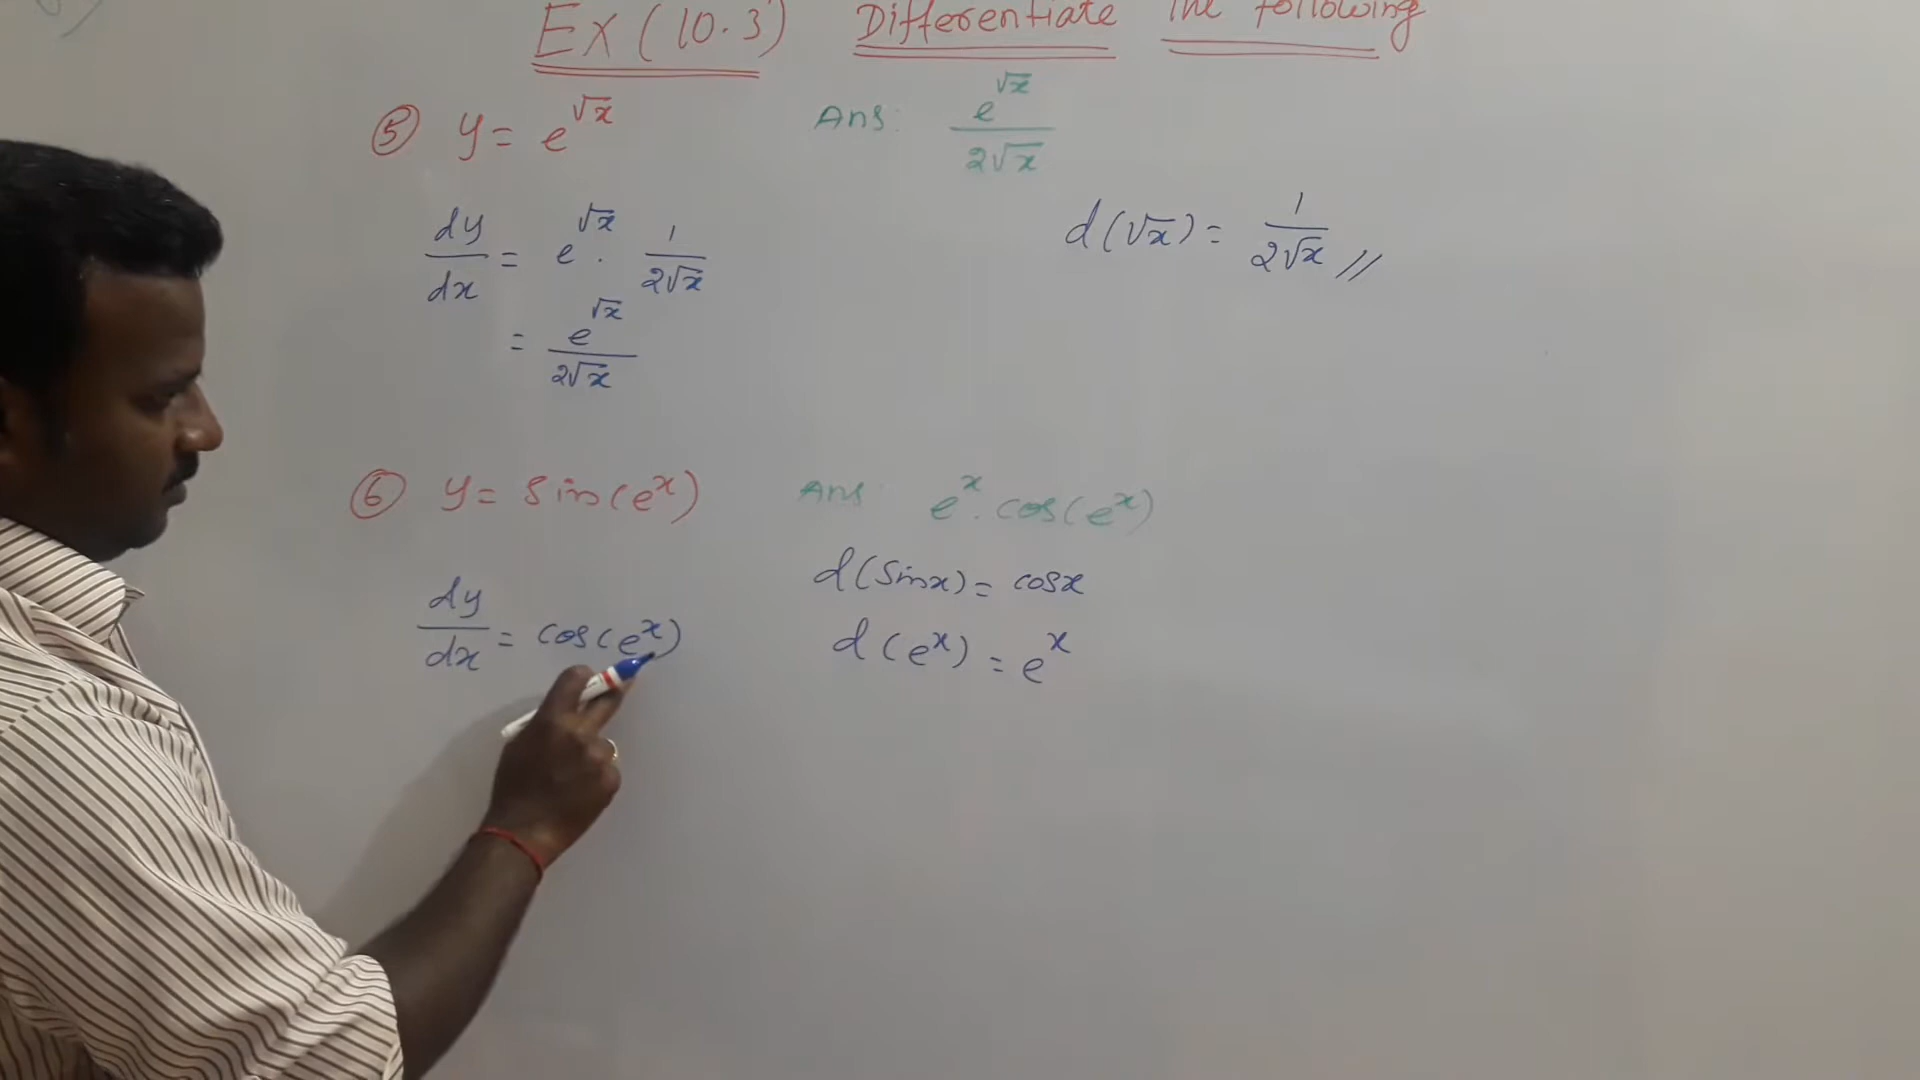 Ex (10.3) Differentiate the following
⑤ y = e^√x Ans: e^√x / 2√x
dy/dx = e^√x · 1/2√x d(√x) = 1/2√x //
= e^√x / 2√x
⑥ y = Sin(e^x) Ans: e^x · cos(e^x)
d(Sinx) = cosx
dy/dx = cos(e^x) d(e^x) = e^x